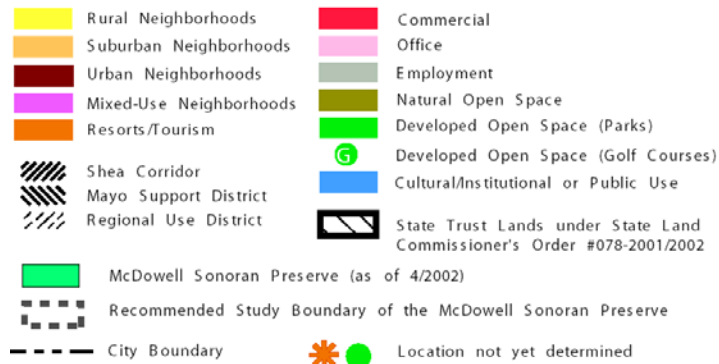 Rural Neighborhoods
Suburban Neighborhoods
Urban Neighborhoods
Mixed-Use Neighborhoods
Resorts/Tourism
Shea Corridor
Mayo Support District
Regional Use District
Commercial
Office
Employment
Natural Open Space
Developed Open Space (Parks)
G Developed Open Space (Golf Courses)
Cultural/Institutional or Public Use
State Trust Lands under State Land
Commissioner's Order #078-2001/2002
McDowell Sonoran Preserve (as of 4/2002)
Recommended Study Boundary of the McDowell Sonoran Preserve
City Boundary
Location not yet determined